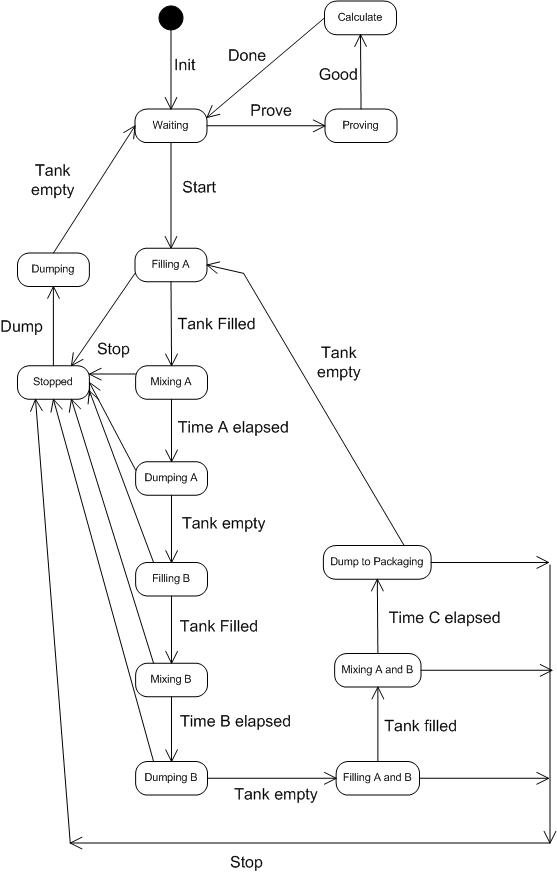 Calculate
Done
Init
Good
Prove
Waiting
Proving
Tank
empty
Start
Dumping
Filling A
Dump
Tank Filled
Stop
Tank
empty
Stopped
Mixing A
Time A elapsed
Dumping A
Tank empty
Dump to Packaging
Filling B
Time C elapsed
Tank Filled
Mixing A and B
Mixing B
Time B elapsed
Tank filled
Dumping B
Filling A and B
Tank empty
Stop